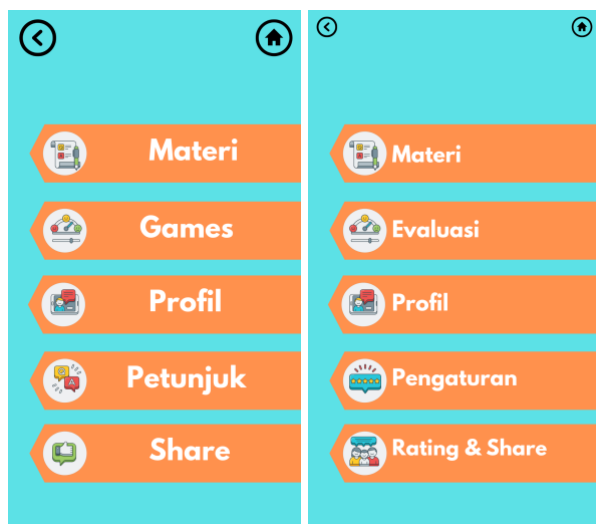 Materi
Games
Profil
Petunjuk
Share
Materi
Evaluasi
Profil
Pengaturan
Rating & Share